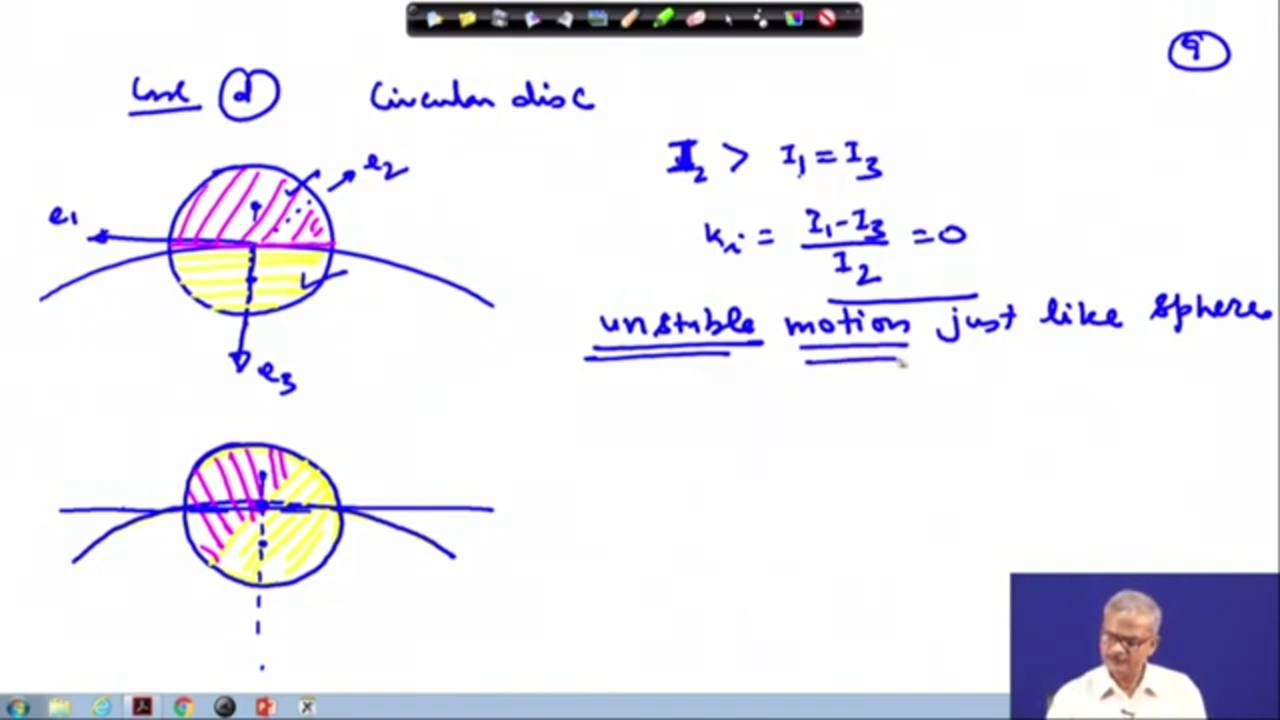 9
Case d Circular disc
e2
e1
e3
I2 > I1 = I3
ki = I1-I3 / I2 = 0
unstable motion just like sphere